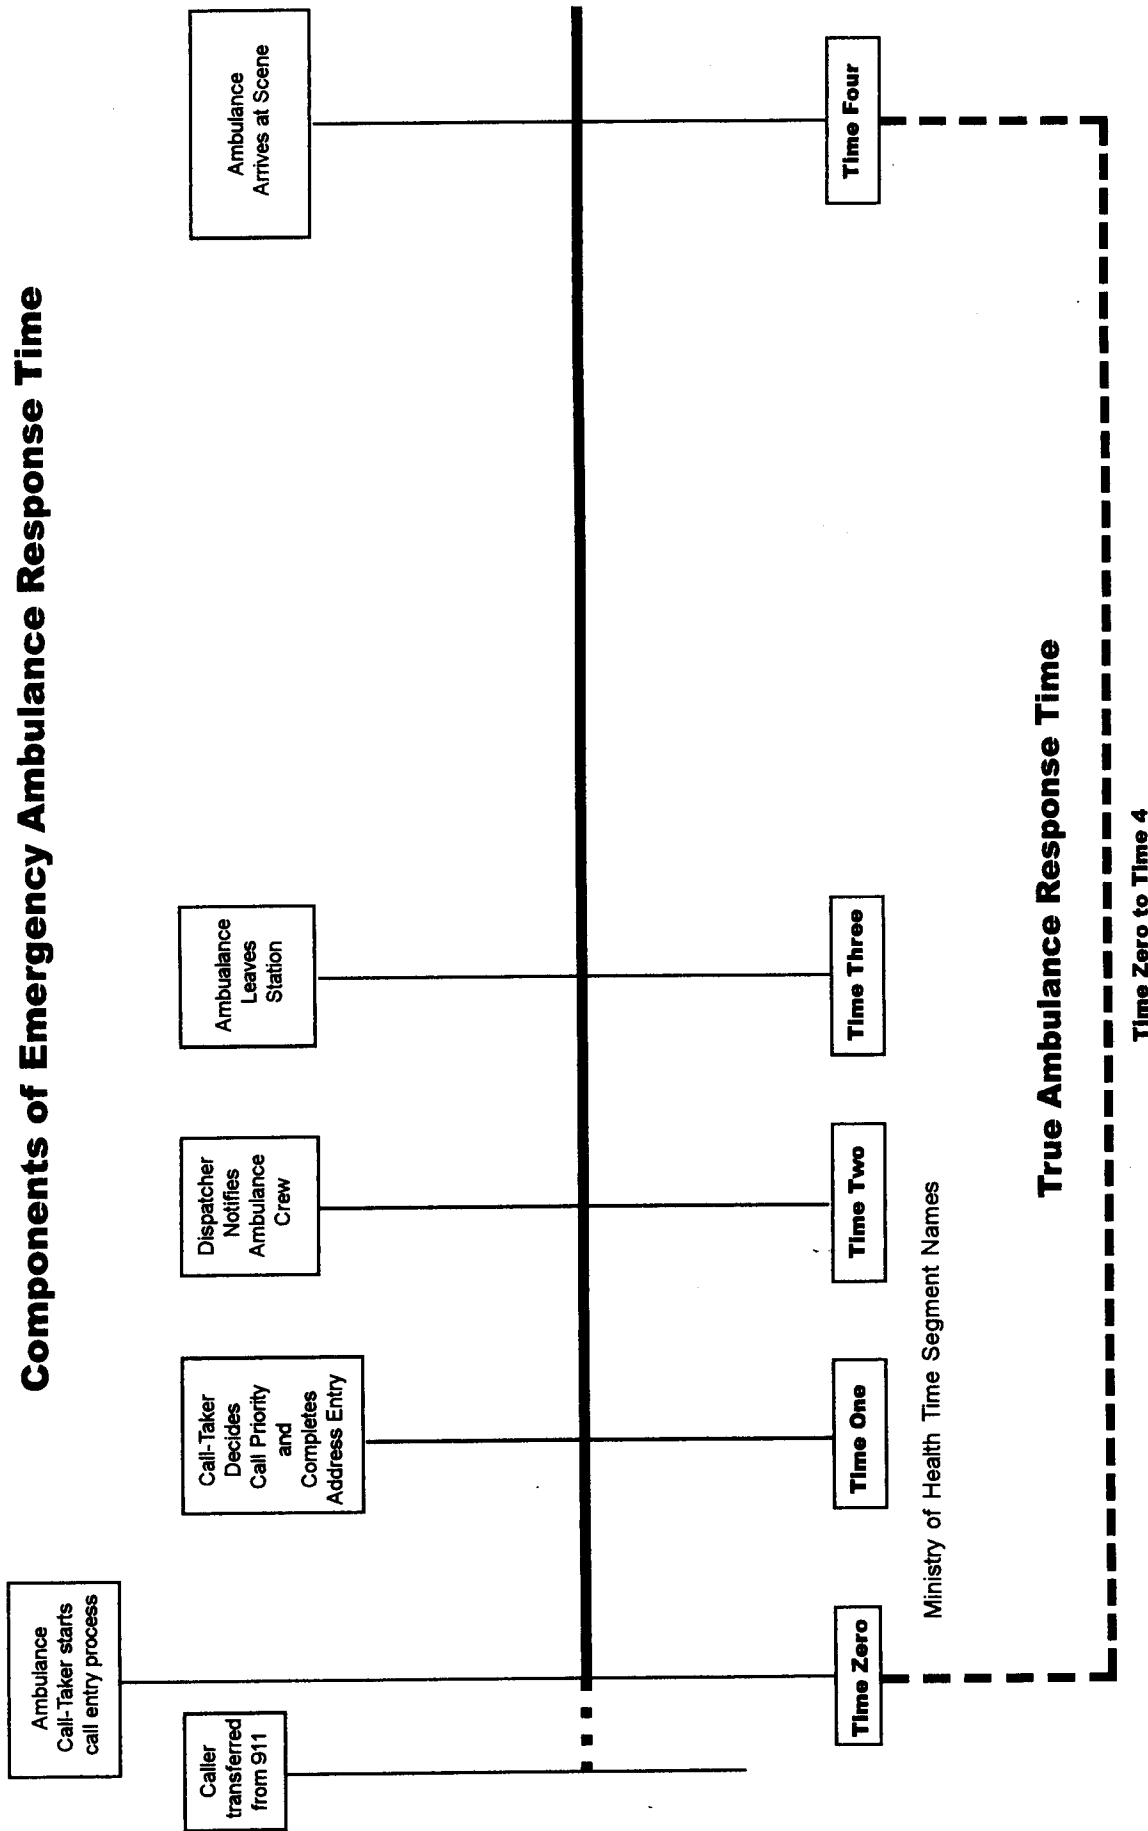 Components of Emergency Ambulance Response Time
Ambulance
Call-Taker starts
call entry process
Caller
transferred
from 911
Call-Taker
Decides
Call Priority
and
Completes
Address Entry
Dispatcher
Notifies
Ambulance
Crew
Ambualance
Leaves
Station
Ambulance
Arrives at Scene
Time Zero
Time One
Time Two
Time Three
Time Four
Ministry of Health Time Segment Names
True Ambulance Response Time
Time Zero to Time 4